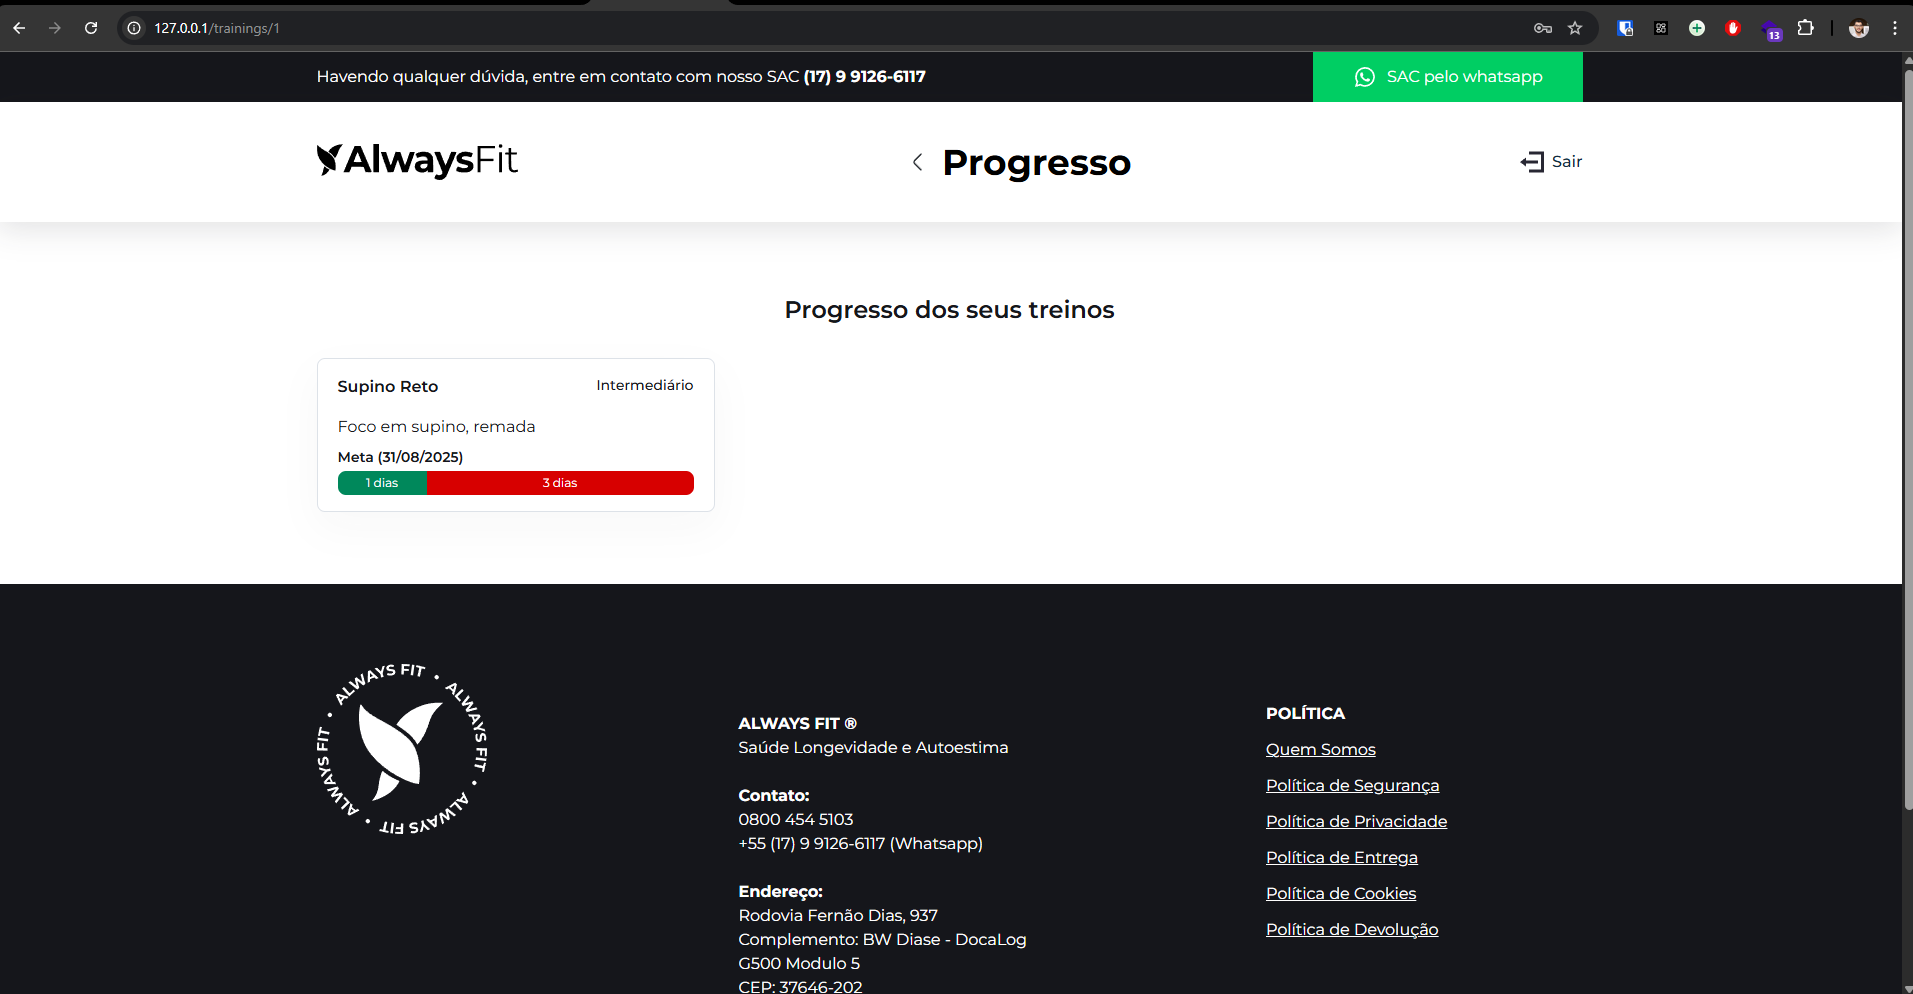 127.0.0.1/trainings/1
13
Havendo qualquer dúvida, entre em contato com nosso SAC (17) 9 9126-6117
SAC pelo whatsapp
AlwaysFit
Progresso
Sair
Progresso dos seus treinos
Supino Reto
Intermediário
Foco em supino, remada
Meta (31/08/2025)
1 dias
3 dias
ALWAYS FIT • ALWAYS FIT • ALWAYS FIT • ALWAYS FIT •
ALWAYS FIT ®
Saúde Longevidade e Autoestima
Contato:
0800 454 5103
+55 (17) 9 9126-6117 (Whatsapp)
Endereço:
Rodovia Fernão Dias, 937
Complemento: BW Diase - DocaLog
G500 Modulo 5
CEP: 37646-202
POLÍTICA
Quem Somos
Política de Segurança
Política de Privacidade
Política de Entrega
Política de Cookies
Política de Devolução